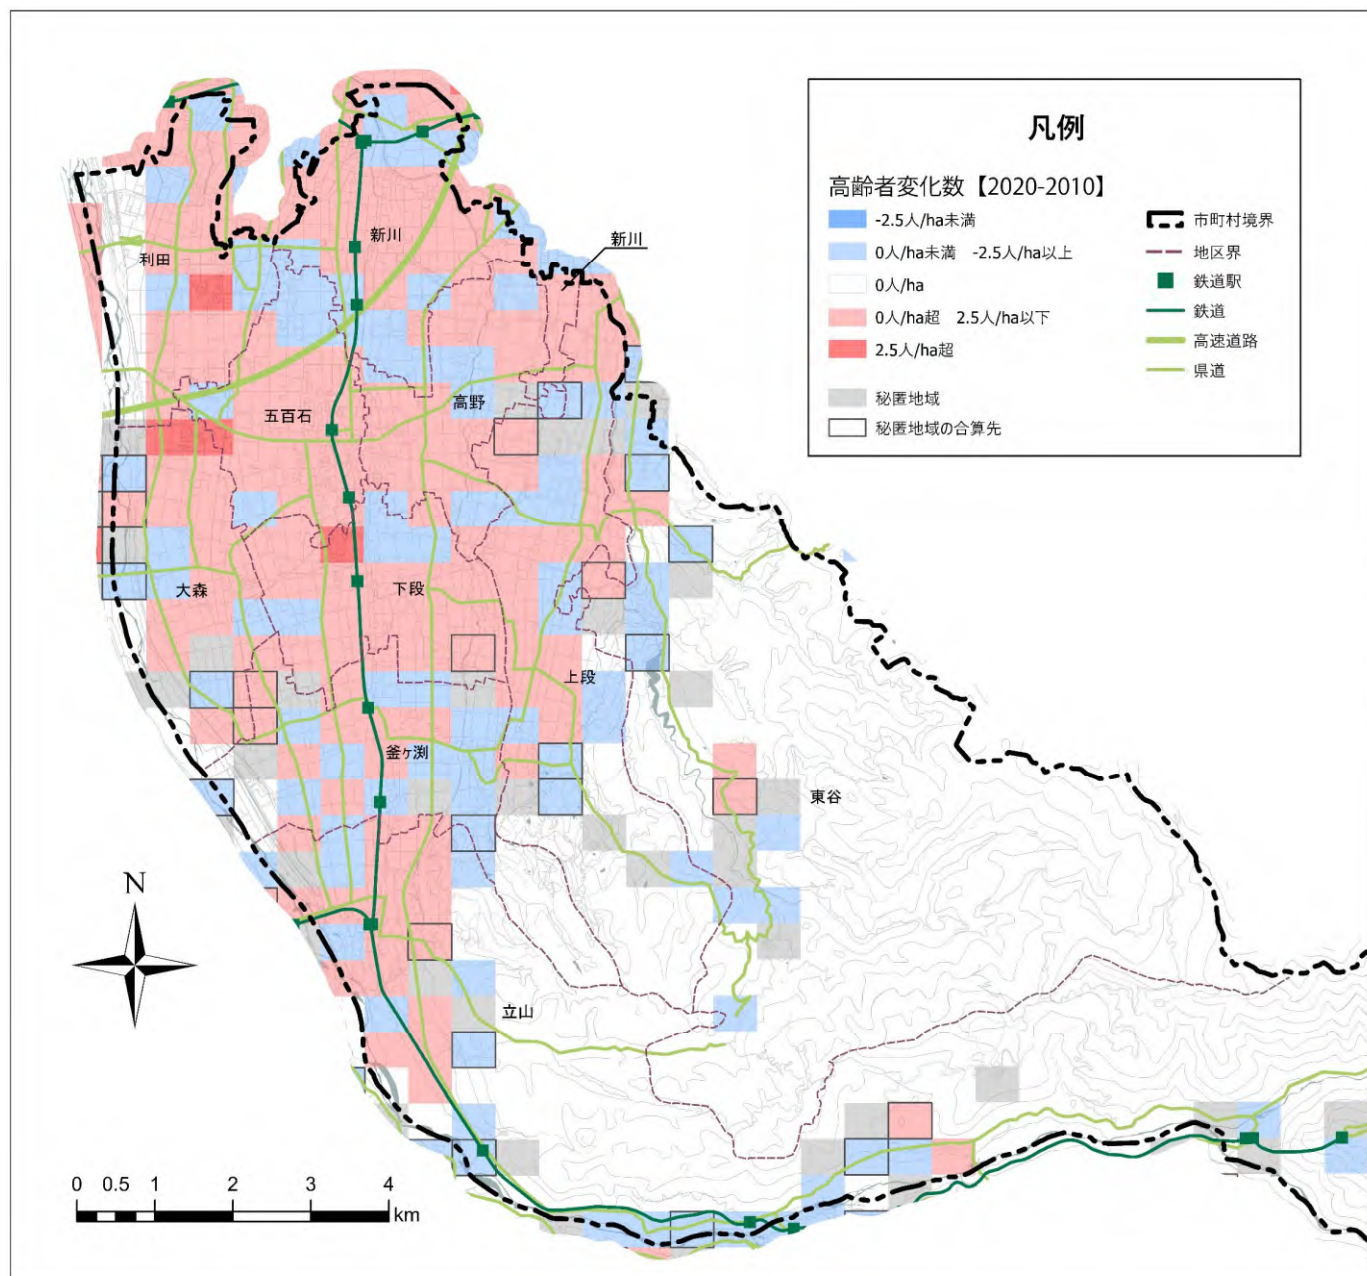 凡例
高齢者変化数【2020-2010】
-2.5人/ha未満
0人/ha未満 -2.5人/ha以上
0人/ha
0人/ha超 2.5人/ha以下
2.5人/ha超
秘匿地域
秘匿地域の合算先
市町村境界
地区界
鉄道駅
鉄道
高速道路
県道
新川
新川
利田
五百石
高野
大森
下段
上段
釜ヶ渕
東谷
立山
N
0 0.5 1 2 3 4
km